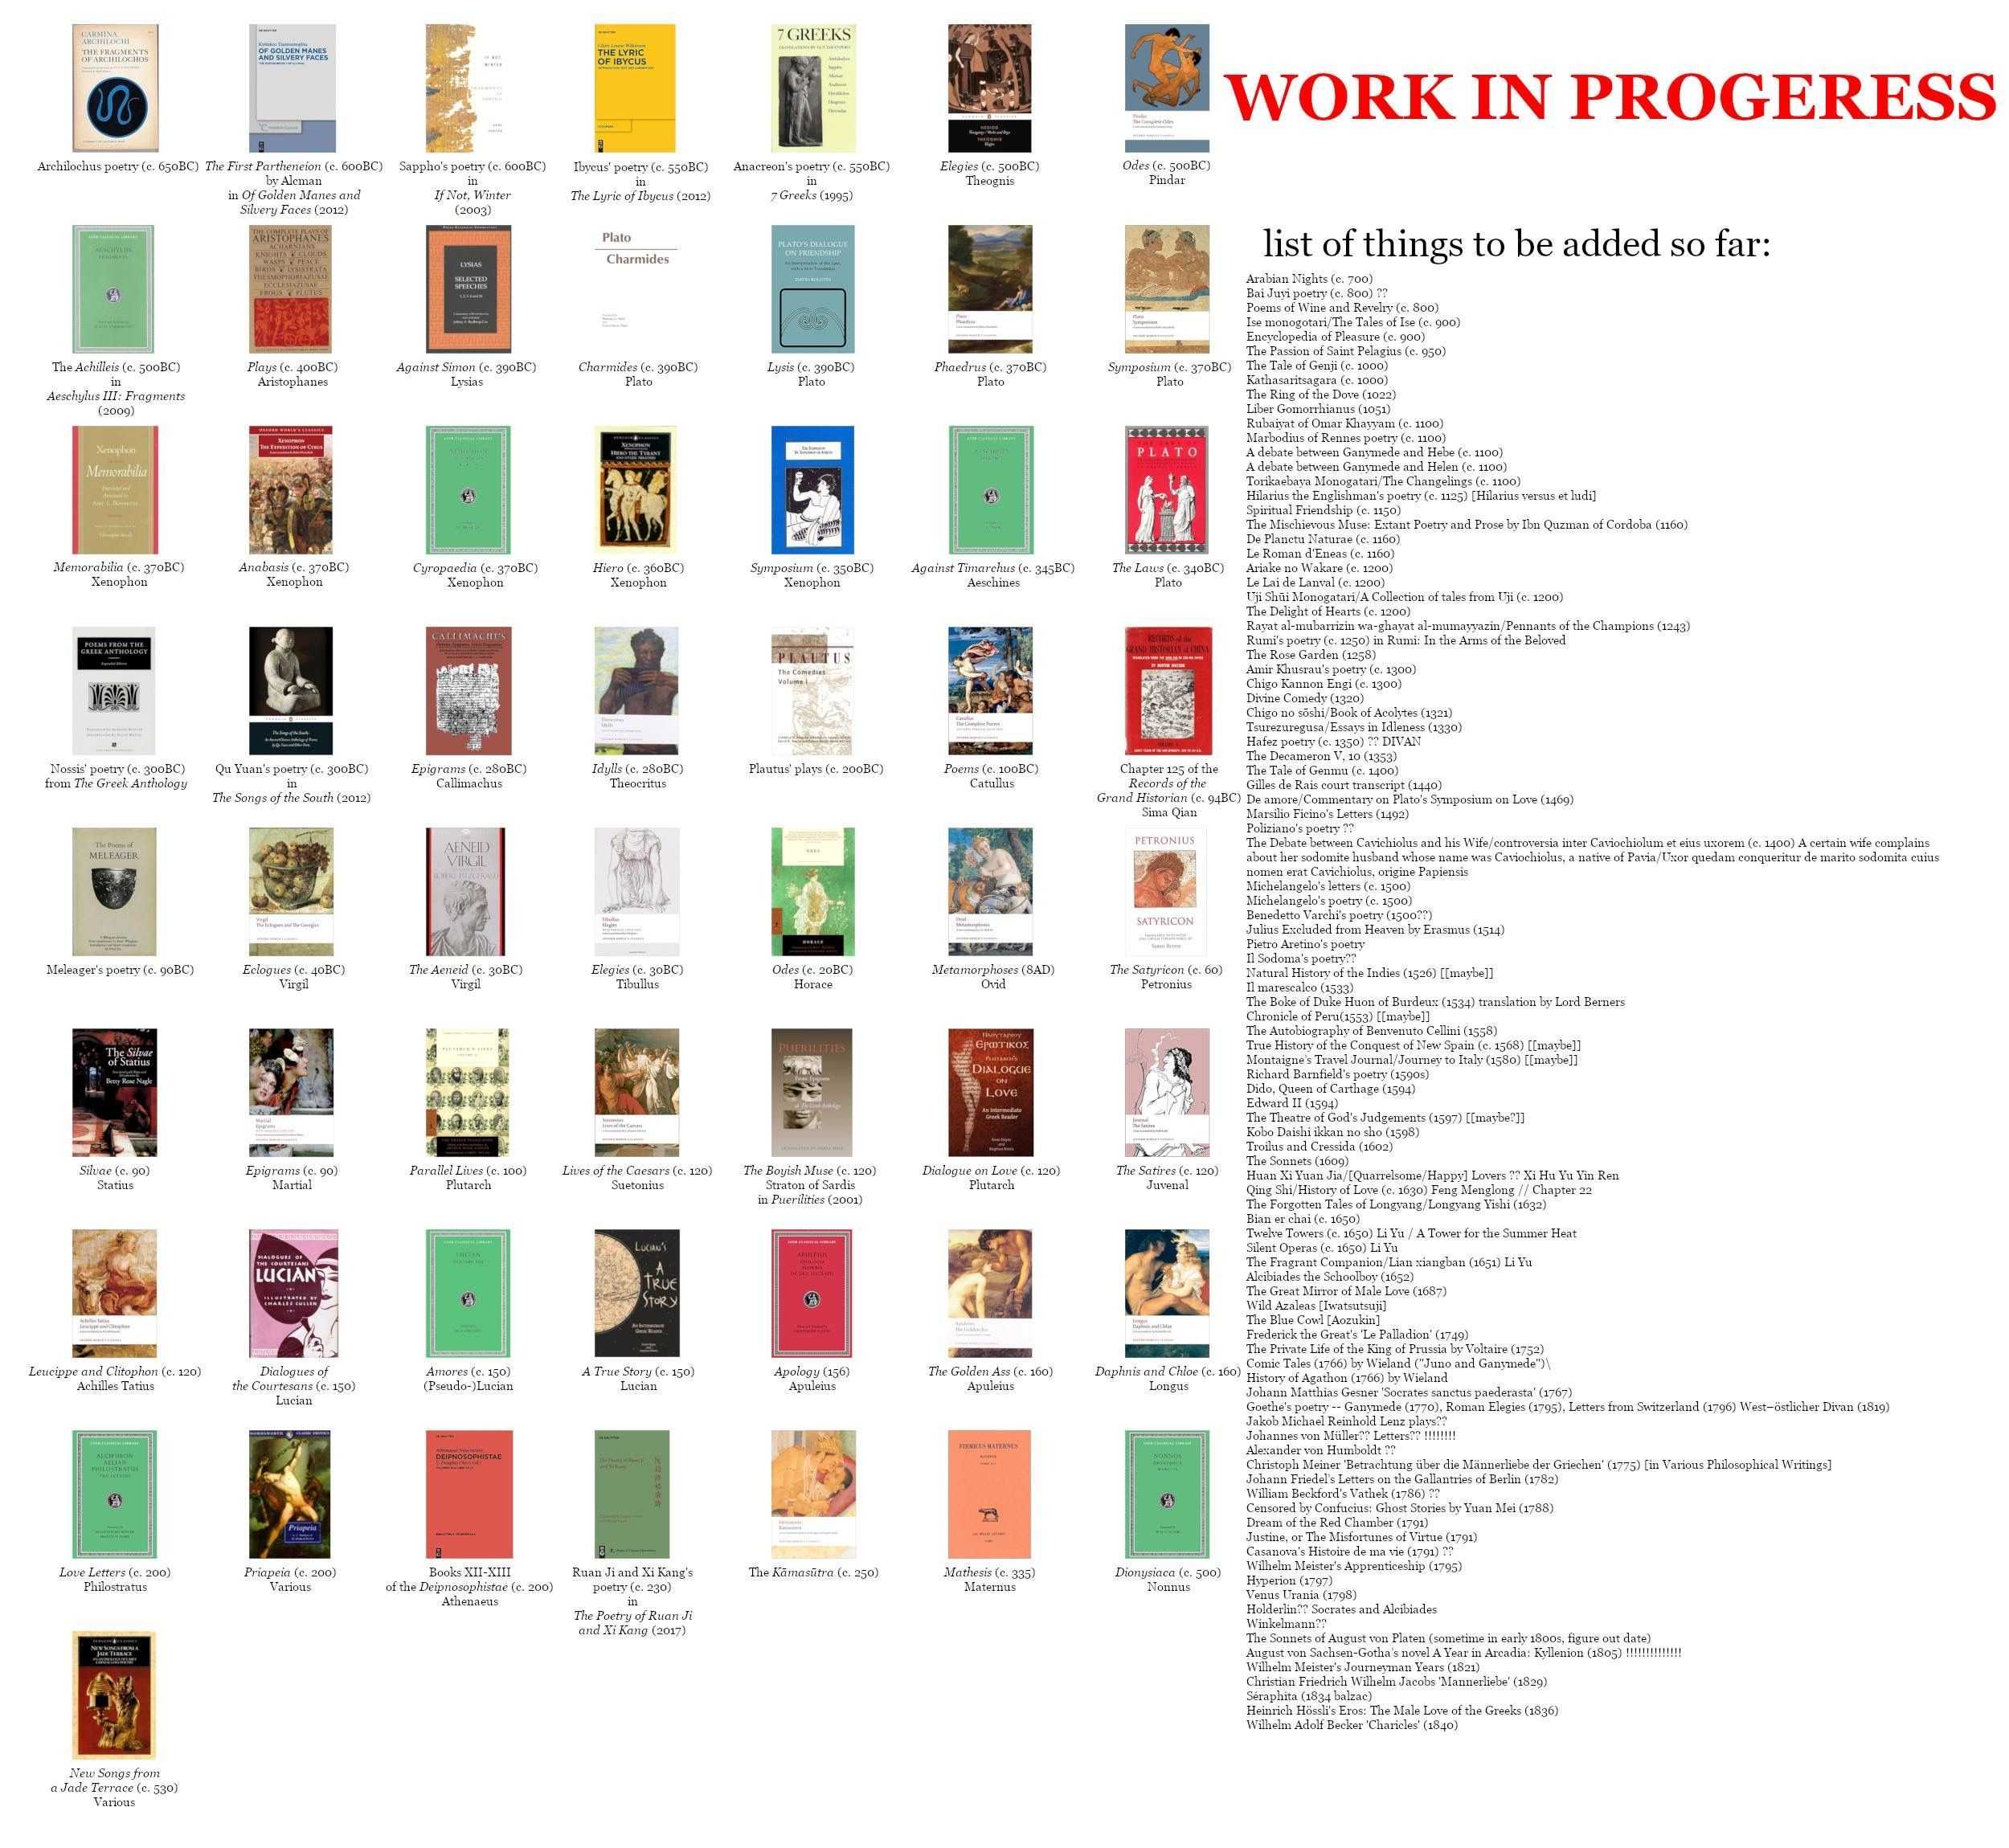 CARMINA
ARCHILOCHI
THE FRAGMENTS
OF ARCHILOCHOS
OF GOLDEN MANES
AND SILVERY FACES
IF NOT,
WINTER
THE LYRIC
OF IBYCUS
7 GREEKS
WORK IN PROGERESS
Archilochus poetry (c. 650BC)
The First Partheneion (c. 600BC)
by Alcman
in Of Golden Manes and
Silvery Faces (2012)
Sappho's poetry (c. 600BC)
in
If Not, Winter
(2003)
Ibycus' poetry (c. 550BC)
in
The Lyric of Ibycus (2012)
Anacreon's poetry (c. 550BC)
in
7 Greeks (1995)
Elegies (c. 500BC)
Theognis
Odes (c. 500BC)
Pindar
THE COMPLETE PLAYS OF
ARISTOPHANES
LYSIAS
SELECTED
SPEECHES
Plato
Charmides
PLATO'S DIALOGUE
ON FRIENDSHIP
The Achilleis (c. 500BC)
in
Aeschylus III: Fragments
(2009)
Plays (c. 400BC)
Aristophanes
Against Simon (c. 390BC)
Lysias
Charmides (c. 390BC)
Plato
Lysis (c. 390BC)
Plato
Phaedrus (c. 370BC)
Plato
Symposium (c. 370BC)
Plato
Xenophon
Memorabilia
XENOPHON
THE EXPEDITION OF CYRUS
XENOPHON
HIERO THE TYRANT
THE LAWS OF
PLATO
Memorabilia (c. 370BC)
Xenophon
Anabasis (c. 370BC)
Xenophon
Cyropaedia (c. 370BC)
Xenophon
Hiero (c. 360BC)
Xenophon
Symposium (c. 350BC)
Xenophon
Against Timarchus (c. 345BC)
Aeschines
The Laws (c. 340BC)
Plato
POEMS FROM THE
GREEK ANTHOLOGY
CALLIMACHUS
PLAUTUS
The Comedies
Volume I
RECORDS of the
GRAND HISTORIAN of CHINA
Nossis' poetry (c. 300BC)
from The Greek Anthology
Qu Yuan's poetry (c. 300BC)
in
The Songs of the South (2012)
Epigrams (c. 280BC)
Callimachus
Idylls (c. 280BC)
Theocritus
Plautus' plays (c. 200BC)
Poems (c. 100BC)
Catullus
Chapter 125 of the
Records of the
Grand Historian (c. 94BC)
Sima Qian
The Poems of
MELEAGER
AENEID
VIRGIL
HORACE
PETRONIUS
SATYRICON
Meleager's poetry (c. 90BC)
Eclogues (c. 40BC)
Virgil
The Aeneid (c. 30BC)
Virgil
Elegies (c. 30BC)
Tibullus
Odes (c. 20BC)
Horace
Metamorphoses (8AD)
Ovid
The Satyricon (c. 60)
Petronius
The Silvae
of Statius
Betty Rose Nagle
PUERILITIES
ΕΡΩΤΙΚΟΣ
PLUTARCH'S
DIALOGUE
ON
LOVE
An Intermediate
Greek Reader
Silvae (c. 90)
Statius
Epigrams (c. 90)
Martial
Parallel Lives (c. 100)
Plutarch
Lives of the Caesars (c. 120)
Suetonius
The Boyish Muse (c. 120)
Straton of Sardis
in Puerilities (2001)
Dialogue on Love (c. 120)
Plutarch
The Satires (c. 120)
Juvenal
DIALOGUES OF
THE COURTESANS
LUCIAN
ILLUSTRATED BY
CHARLES CULLEN
LUCIAN'S
A
TRUE
STORY
Leucippe and Clitophon (c. 120)
Achilles Tatius
Dialogues of
the Courtesans (c. 150)
Lucian
Amores (c. 150)
(Pseudo-)Lucian
A True Story (c. 150)
Lucian
Apology (156)
Apuleius
The Golden Ass (c. 160)
Apuleius
Daphnis and Chloe (c. 160)
Longus
Priapeia
DEIPNOSOPHISTAE
FIRMICUS MATERNUS
Love Letters (c. 200)
Philostratus
Priapeia (c. 200)
Various
Books XII-XIII
of the Deipnosophistae (c. 200)
Athenaeus
Ruan Ji and Xi Kang's
poetry (c. 230)
in
The Poetry of Ruan Ji
and Xi Kang (2017)
The Kāmasūtra (c. 250)
Mathesis (c. 335)
Maternus
Dionysiaca (c. 500)
Nonnus
NEW SONGS FROM A
JADE TERRACE
New Songs from
a Jade Terrace (c. 530)
Various
list of things to be added so far:
Arabian Nights (c. 700)
Bai Juyi poetry (c. 800) ??
Poems of Wine and Revelry (c. 800)
Ise monogotari/The Tales of Ise (c. 900)
Encyclopedia of Pleasure (c. 900)
The Passion of Saint Pelagius (c. 950)
The Tale of Genji (c. 1000)
Kathasaritsagara (c. 1000)
The Ring of the Dove (1022)
Liber Gomorrhianus (1051)
Rubaiyat of Omar Khayyam (c. 1100)
Marbodius of Rennes poetry (c. 1100)
A debate between Ganymede and Hebe (c. 1100)
A debate between Ganymede and Helen (c. 1100)
Torikaebaya Monogatari/The Changelings (c. 1100)
Hilarius the Englishman's poetry (c. 1125) [Hilarius versus et ludi]
Spiritual Friendship (c. 1150)
The Mischievous Muse: Extant Poetry and Prose by Ibn Quzman of Cordoba (1160)
De Planctu Naturae (c. 1160)
Le Roman d'Eneas (c. 1160)
Ariake no Wakare (c. 1200)
Le Lai de Lanval (c. 1200)
Uji Shūi Monogatari/A Collection of tales from Uji (c. 1200)
The Delight of Hearts (c. 1200)
Rayat al-mubarrizin wa-ghayat al-mumayyazin/Pennants of the Champions (1243)
Rumi's poetry (c. 1250) in Rumi: In the Arms of the Beloved
The Rose Garden (1258)
Amir Khusrau's poetry (c. 1300)
Chigo Kannon Engi (c. 1300)
Divine Comedy (1320)
Chigo no sōshi/Book of Acolytes (1321)
Tsurezuregusa/Essays in Idleness (1330)
Hafez poetry (c. 1350) ?? DIVAN
The Decameron V, 10 (1353)
The Tale of Genmu (c. 1400)
Gilles de Rais court transcript (1440)
De amore/Commentary on Plato's Symposium on Love (1469)
Marsilio Ficino's Letters (1492)
Poliziano's poetry ??
The Debate between Cavichiolus and his Wife/controversia inter Caviochiolum et eius uxorem (c. 1400) A certain wife complains
about her sodomite husband whose name was Caviochiolus, a native of Pavia/Uxor quedam conqueritur de marito sodomita cuius
nomen erat Cavichiolus, origine Papiensis
Michelangelo's letters (c. 1500)
Michelangelo's poetry (c. 1500)
Benedetto Varchi's poetry (1500??)
Julius Excluded from Heaven by Erasmus (1514)
Pietro Aretino's poetry
Il Sodoma's poetry??
Natural History of the Indies (1526) [[maybe]]
Il marescalco (1533)
The Boke of Duke Huon of Burdeux (1534) translation by Lord Berners
Chronicle of Peru(1553) [[maybe]]
The Autobiography of Benvenuto Cellini (1558)
True History of the Conquest of New Spain (c. 1568) [[maybe]]
Montaigne's Travel Journal/Journey to Italy (1580) [[maybe]]
Richard Barnfield's poetry (1590s)
Dido, Queen of Carthage (1594)
Edward II (1594)
The Theatre of God's Judgements (1597) [[maybe?]]
Kobo Daishi ikkan no sho (1598)
Troilus and Cressida (1602)
The Sonnets (1609)
Huan Xi Yuan Jia/[Quarrelsome/Happy] Lovers ?? Xi Hu Yu Yin Ren
Qing Shi/History of Love (c. 1630) Feng Menglong // Chapter 22
The Forgotten Tales of Longyang/Longyang Yishi (1632)
Bian er chai (c. 1650)
Twelve Towers (c. 1650) Li Yu / A Tower for the Summer Heat
Silent Operas (c. 1650) Li Yu
The Fragrant Companion/Lian xiangban (1651) Li Yu
Alcibiades the Schoolboy (1652)
The Great Mirror of Male Love (1687)
Wild Azaleas [Iwatsutsuji]
The Blue Cowl [Aozukin]
Frederick the Great's 'Le Palladion' (1749)
The Private Life of the King of Prussia by Voltaire (1752)
Comic Tales (1766) by Wieland ("Juno and Ganymede")\
History of Agathon (1766) by Wieland
Johann Matthias Gesner 'Socrates sanctus paederasta' (1767)
Goethe's poetry -- Ganymede (1770), Roman Elegies (1795), Letters from Switzerland (1796) West–östlicher Divan (1819)
Jakob Michael Reinhold Lenz plays??
Johannes von Müller?? Letters?? !!!!!!!!
Alexander von Humboldt ??
Christoph Meiner 'Betrachtung über die Männerliebe der Griechen' (1775) [in Various Philosophical Writings]
Johann Friedel's Letters on the Gallantries of Berlin (1782)
William Beckford's Vathek (1786) ??
Censored by Confucius: Ghost Stories by Yuan Mei (1788)
Dream of the Red Chamber (1791)
Justine, or The Misfortunes of Virtue (1791)
Casanova's Histoire de ma vie (1791) ??
Wilhelm Meister's Apprenticeship (1795)
Hyperion (1797)
Venus Urania (1798)
Holderlin?? Socrates and Alcibiades
Winkelmann??
The Sonnets of August von Platen (sometime in early 1800s, figure out date)
August von Sachsen-Gotha's novel A Year in Arcadia: Kyllenion (1805) !!!!!!!!!!!!!!
Wilhelm Meister's Journeyman Years (1821)
Christian Friedrich Wilhelm Jacobs 'Mannerliebe' (1829)
Séraphita (1834 balzac)
Heinrich Hössli's Eros: The Male Love of the Greeks (1836)
Wilhelm Adolf Becker 'Charicles' (1840)